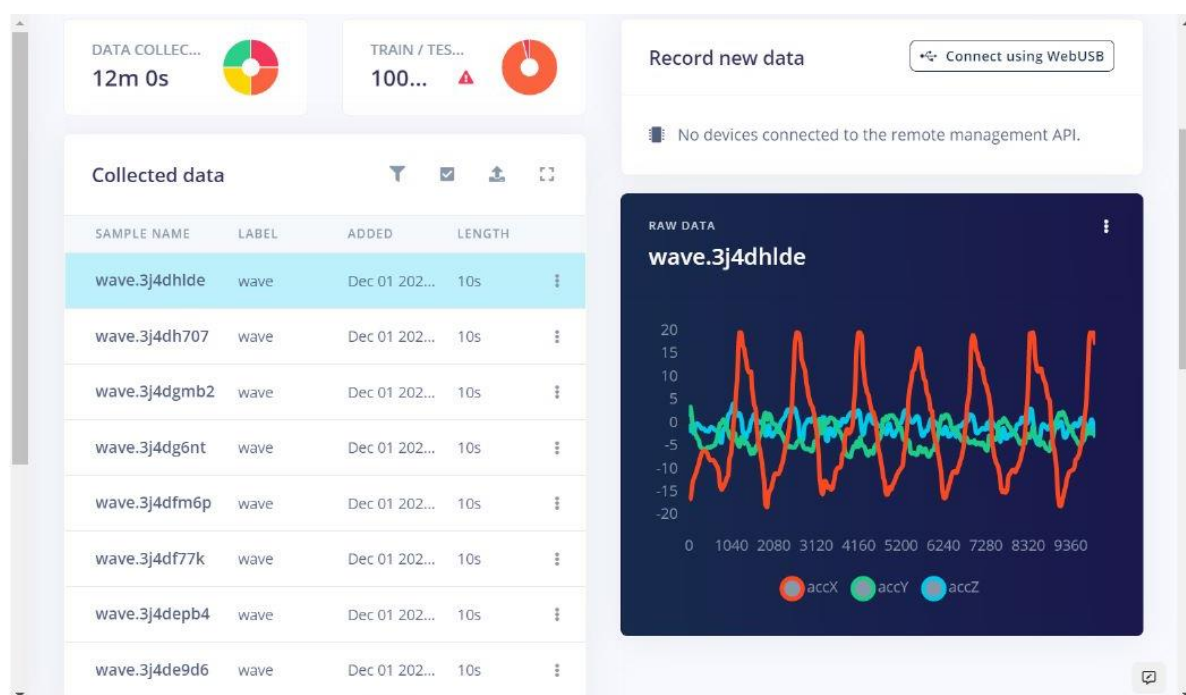 DATA COLLEC...
12m 0s
TRAIN / TES...
100...
Collected data
SAMPLE NAME LABEL ADDED LENGTH
wave.3j4dhlde wave Dec 01 202... 10s
wave.3j4dh707 wave Dec 01 202... 10s
wave.3j4dgmb2 wave Dec 01 202... 10s
wave.3j4dg6nt wave Dec 01 202... 10s
wave.3j4dfm6p wave Dec 01 202... 10s
wave.3j4df77k wave Dec 01 202... 10s
wave.3j4depb4 wave Dec 01 202... 10s
wave.3j4de9d6 wave Dec 01 202... 10s
Record new data
Connect using WebUSB
No devices connected to the remote management API.
RAW DATA
wave.3j4dhlde
20
15
10
5
0
-5
-10
-15
-20
0 1040 2080 3120 4160 5200 6240 7280 8320 9360
accX accY accZ